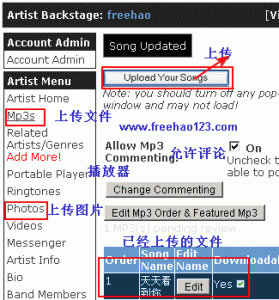 Artist Backstage: freehao
[Vi
Account Admin
Account Admin
Artist Menu
Artist Home
Mp3s
上传文件
Related
Artists/Genres
Add More!
Portable Player
播放器
Ringtones
Photos
上传图片
Videos
Messenger
Artist Info
Bio
Band Members
Song Updated
上传
Upload Your Songs
Note: you should turn off any pop-
window and may not load!
www.freehao123.com
Allow Mp3
Commenting:
允许评论
On
Uncheck t
able to po
Change Commenting
Edit Mp3 Order & Featured Mp3
1 MP3(s) pending review.
已经上传的文件
Order
Song
Name
Edit
Name
Downloadal
1
天天看
到你
Edit
Yes